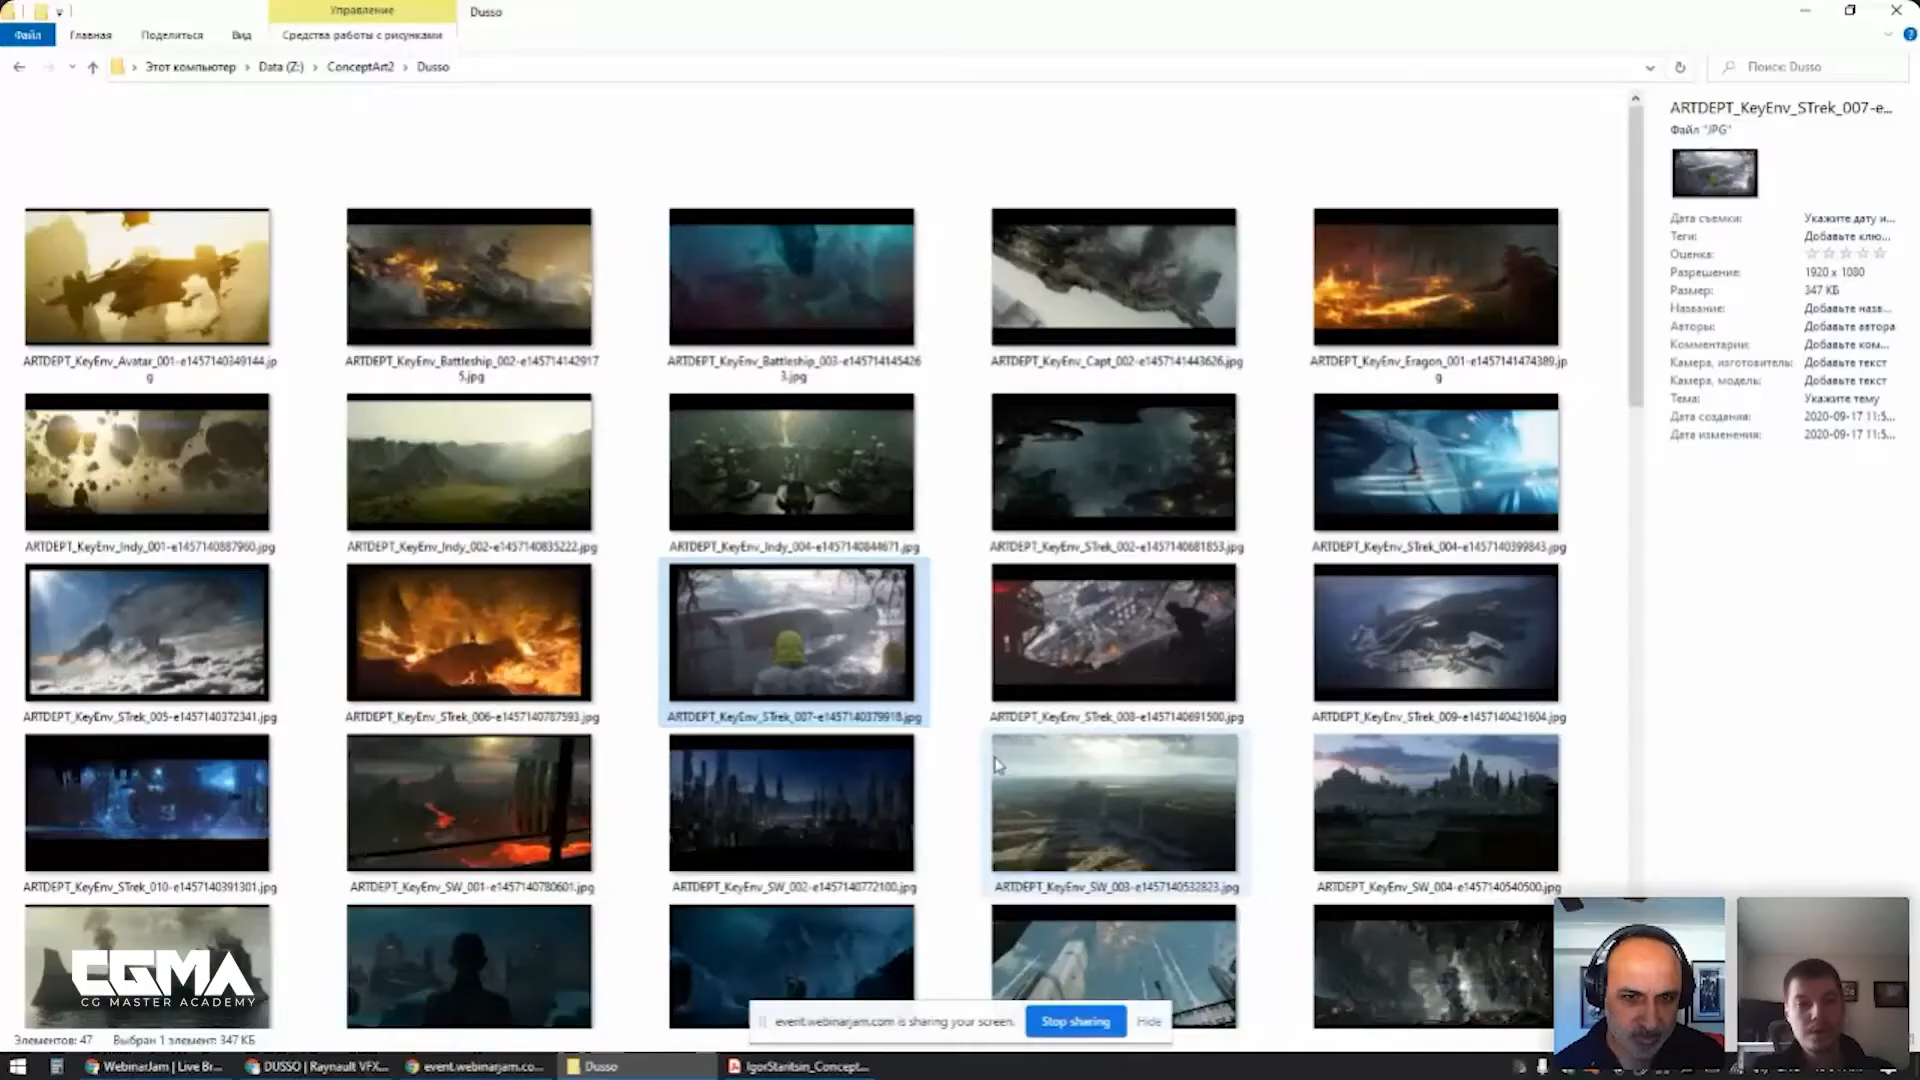 Управление
Dusso
Файл
Главная
Поделиться
Вид
Средства работы с рисунками
Этот компьютер › Data (Z:) › ConceptArt2 › Dusso
Поиск: Dusso
ARTDEPT_KeyEnv_STrek_007-e...
Файл "JPG"
Дата съемки: Укажите дату и...
Теги: Добавьте клю...
Оценка:
Разрешение: 1920 x 1080
Размер: 347 КБ
Название: Добавьте назв...
Авторы: Добавьте автора
Комментарии: Добавьте ком...
Камера, изготовитель: Добавьте текст
Камера, модель: Добавьте текст
Тема: Укажите тему
Дата создания: 2020-09-17 11:5...
Дата изменения: 2020-09-17 11:5...
ARTDEPT_KeyEnv_Avatar_001-e1457140349144.jp
g
ARTDEPT_KeyEnv_Battleship_002-e145714142917
5.jpg
ARTDEPT_KeyEnv_Battleship_003-e145714145426
3.jpg
ARTDEPT_KeyEnv_Capt_002-e1457141443626.jpg
ARTDEPT_KeyEnv_Eragon_001-e1457141474389.jp
g
ARTDEPT_KeyEnv_Indy_001-e1457140887960.jpg
ARTDEPT_KeyEnv_Indy_002-e1457140835222.jpg
ARTDEPT_KeyEnv_Indy_004-e1457140844671.jpg
ARTDEPT_KeyEnv_STrek_002-e1457140681853.jpg
ARTDEPT_KeyEnv_STrek_004-e1457140399843.jpg
ARTDEPT_KeyEnv_STrek_005-e1457140372341.jpg
ARTDEPT_KeyEnv_STrek_006-e1457140787593.jpg
ARTDEPT_KeyEnv_STrek_007-e1457140379918.jpg
ARTDEPT_KeyEnv_STrek_008-e1457140691500.jpg
ARTDEPT_KeyEnv_STrek_009-e1457140421604.jpg
ARTDEPT_KeyEnv_STrek_010-e1457140391301.jpg
ARTDEPT_KeyEnv_SW_001-e1457140780601.jpg
ARTDEPT_KeyEnv_SW_002-e1457140772100.jpg
ARTDEPT_KeyEnv_SW_003-e1457140532823.jpg
ARTDEPT_KeyEnv_SW_004-e1457140540500.jpg
CGMA
CG MASTER ACADEMY
event.webinarjam.com is sharing your screen.
Stop sharing
Hide
Элементов: 47
Выбран 1 элемент: 347 КБ
WebinarJam | Live Br...
DUSSO | Raynault VFX...
event.webinarjam.co...
Dusso
IgorStaritsin_Concept...